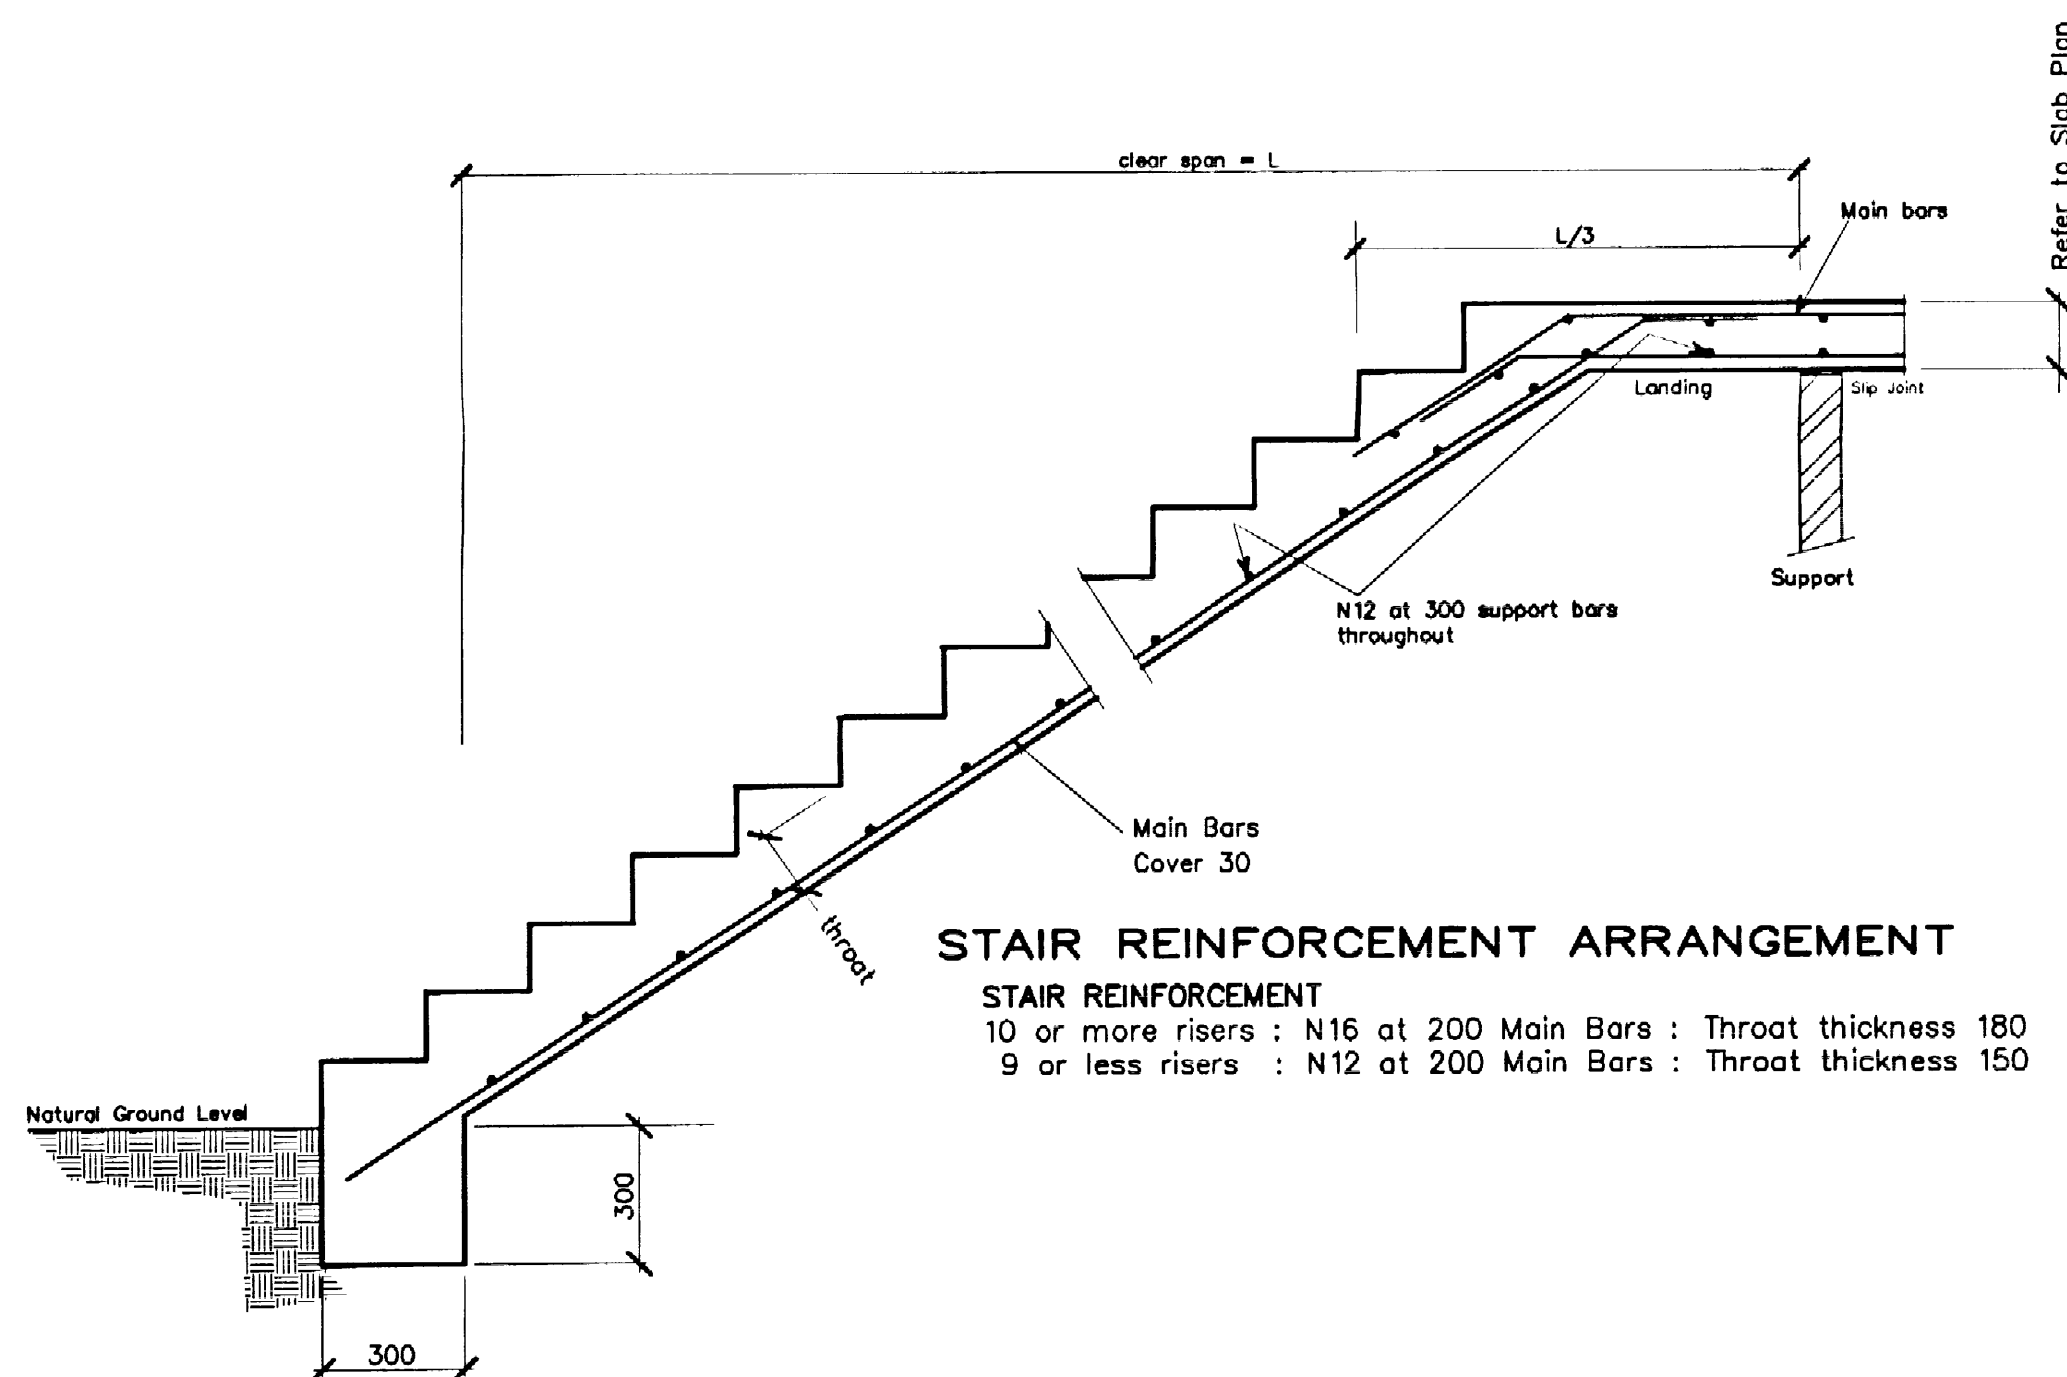 Refer to Slab Plan
clear span = L
Main bars
L/3
Landing
Slip Joint
Support
N12 at 300 support bars
throughout
Main Bars
Cover 30
throat
STAIR REINFORCEMENT ARRANGEMENT
STAIR REINFORCEMENT
10 or more risers : N16 at 200 Main Bars : Throat thickness 180
9 or less risers : N12 at 200 Main Bars : Throat thickness 150
Natural Ground Level
300
300